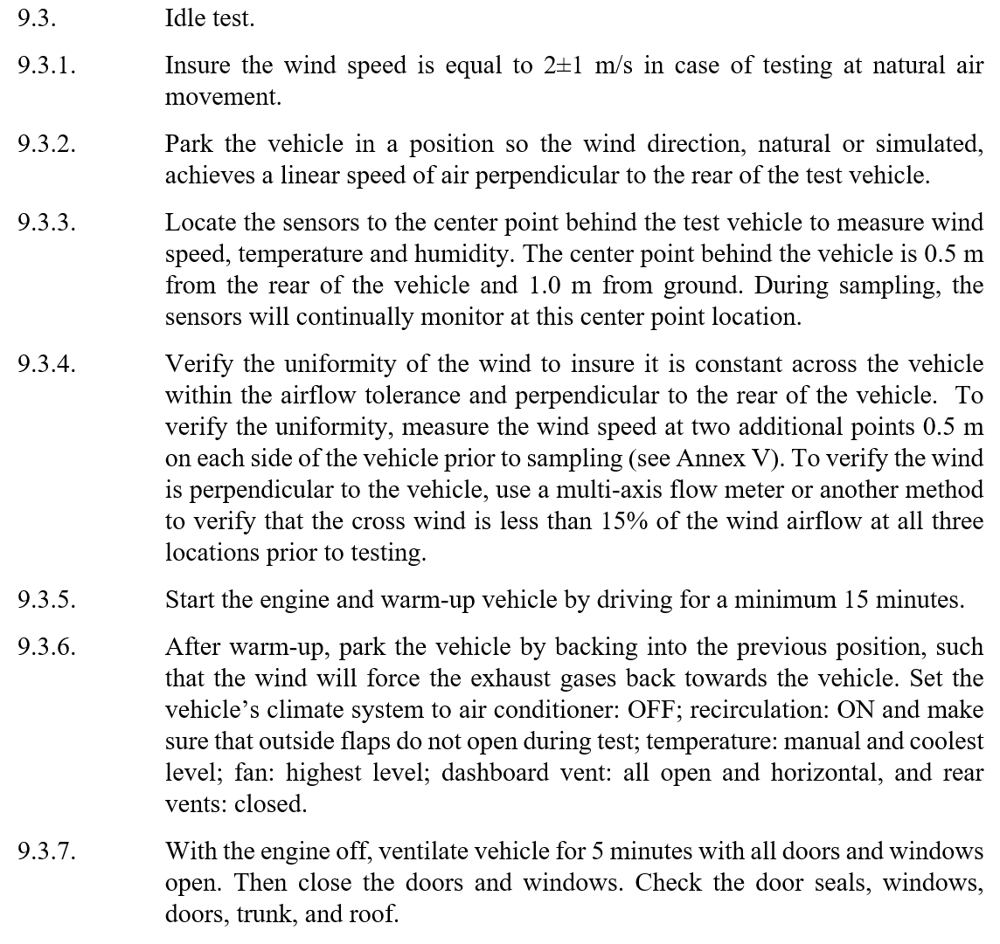 9.3. Idle test.
9.3.1. Insure the wind speed is equal to 2±1 m/s in case of testing at natural air
movement.
9.3.2. Park the vehicle in a position so the wind direction, natural or simulated,
achieves a linear speed of air perpendicular to the rear of the test vehicle.
9.3.3. Locate the sensors to the center point behind the test vehicle to measure wind
speed, temperature and humidity. The center point behind the vehicle is 0.5 m
from the rear of the vehicle and 1.0 m from ground. During sampling, the
sensors will continually monitor at this center point location.
9.3.4. Verify the uniformity of the wind to insure it is constant across the vehicle
within the airflow tolerance and perpendicular to the rear of the vehicle.  To
verify the uniformity, measure the wind speed at two additional points 0.5 m
on each side of the vehicle prior to sampling (see Annex V). To verify the wind
is perpendicular to the vehicle, use a multi-axis flow meter or another method
to verify that the cross wind is less than 15% of the wind airflow at all three
locations prior to testing.
9.3.5. Start the engine and warm-up vehicle by driving for a minimum 15 minutes.
9.3.6. After warm-up, park the vehicle by backing into the previous position, such
that the wind will force the exhaust gases back towards the vehicle. Set the
vehicle’s climate system to air conditioner: OFF; recirculation: ON and make
sure that outside flaps do not open during test; temperature: manual and coolest
level; fan: highest level; dashboard vent: all open and horizontal, and rear
vents: closed.
9.3.7. With the engine off, ventilate vehicle for 5 minutes with all doors and windows
open. Then close the doors and windows. Check the door seals, windows,
doors, trunk, and roof.